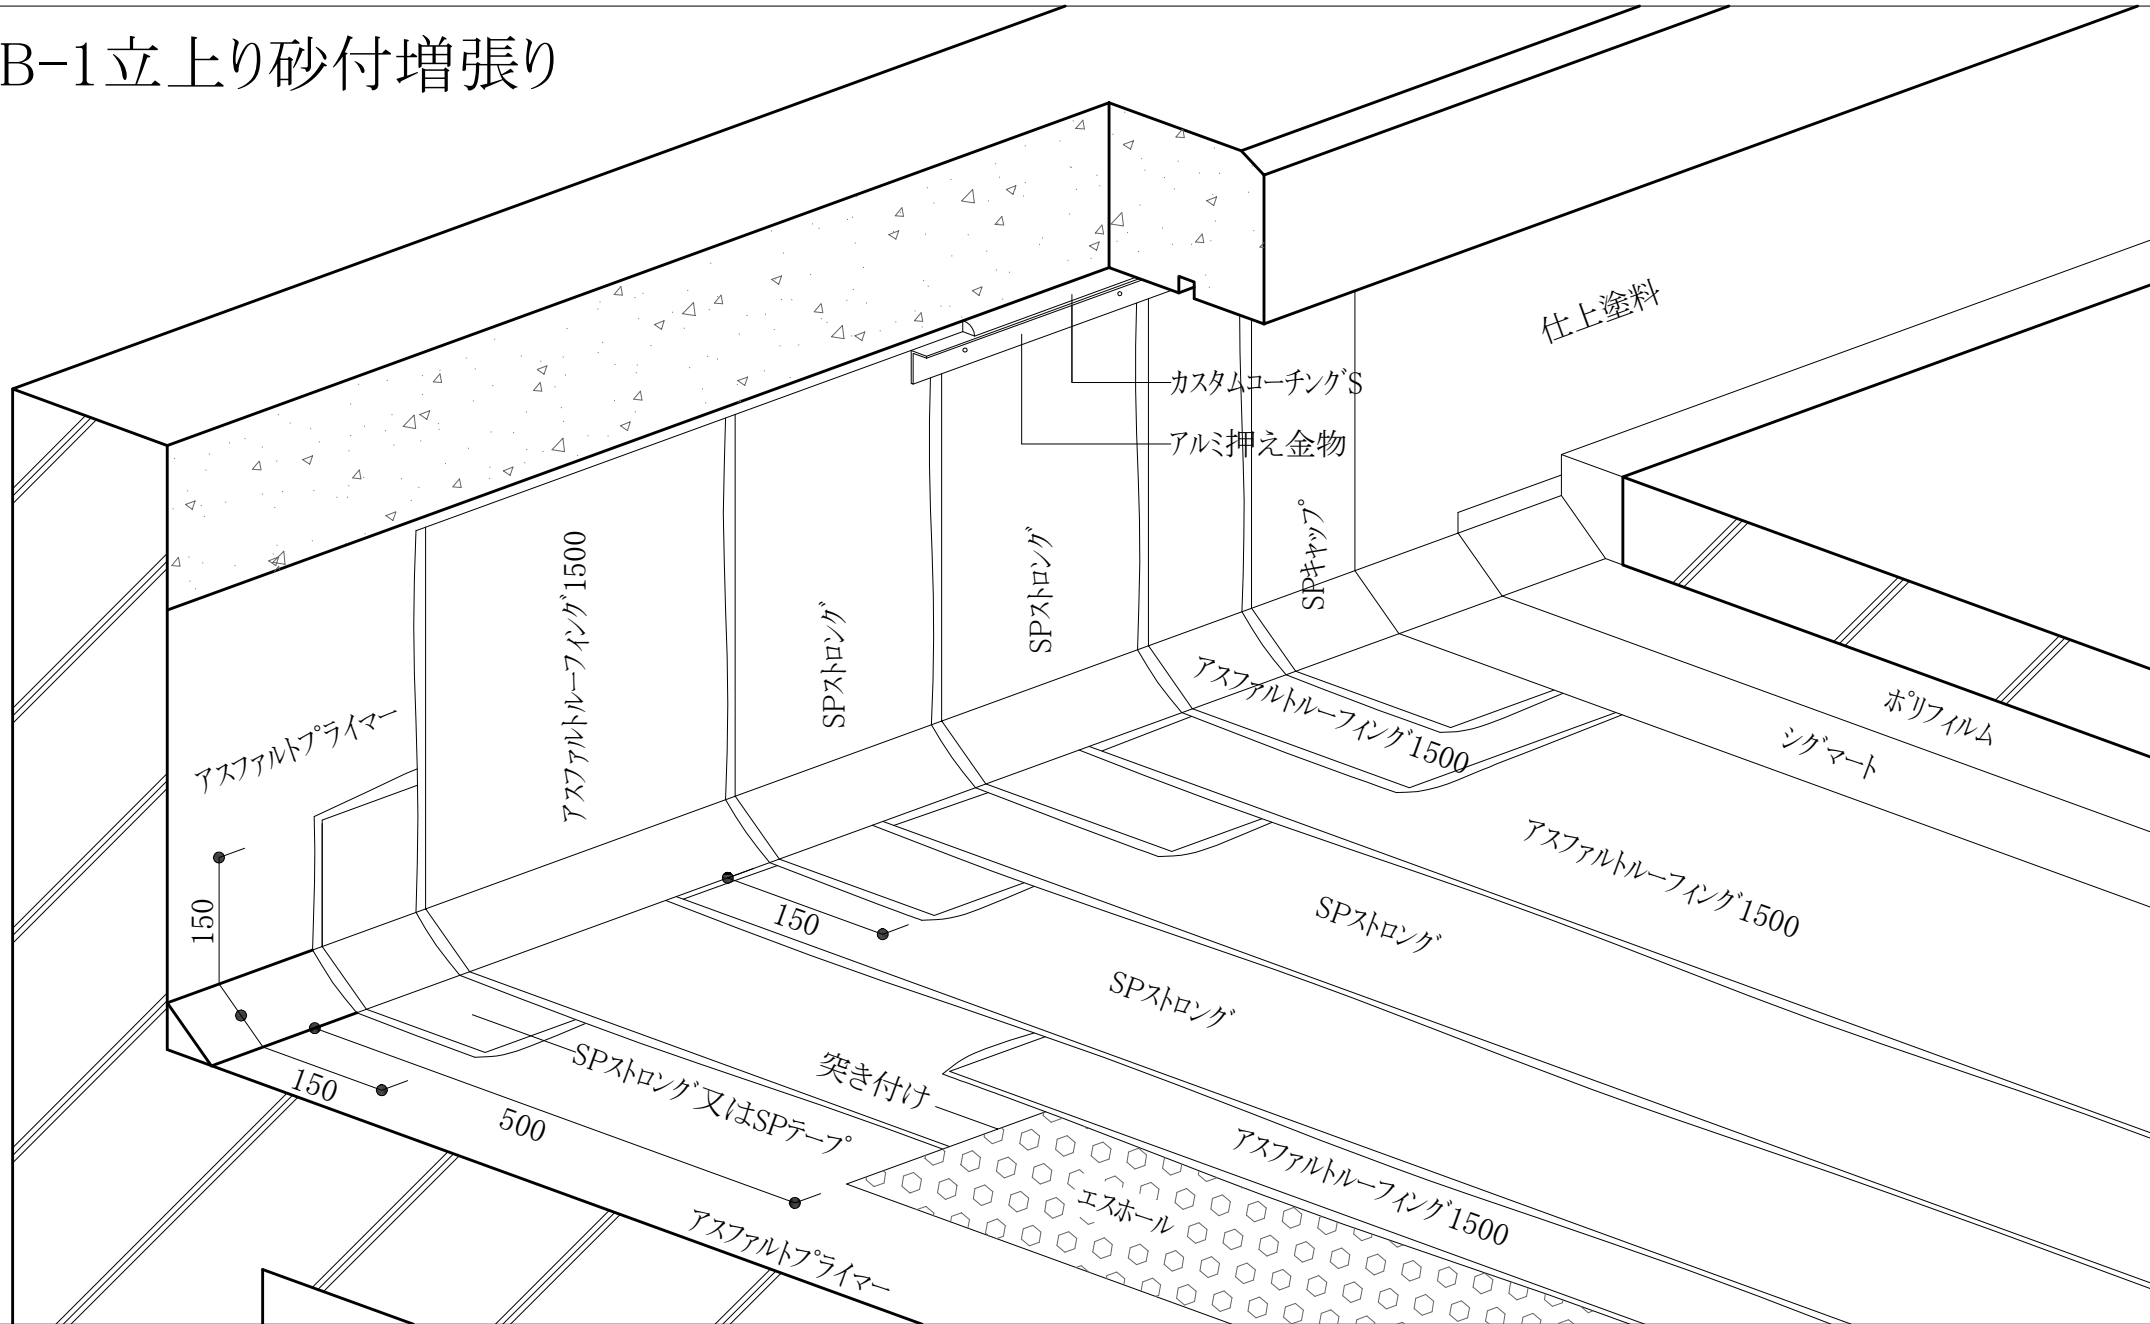 B-1立上り砂付増張り
仕上塗料
カスタムコーチングS
アルミ押え金物
アスファルトプライマー
アスファルトルーフィング1500
SPストロング
SPストロング
SPキャップ
アスファルトルーフィング1500
ポリフィルム
シグマート
アスファルトルーフィング1500
SPストロング
SPストロング
150
150
150
500
SPストロング又はSPテープ
突き付け
アスファルトルーフィング1500
エスホール
アスファルトプライマー